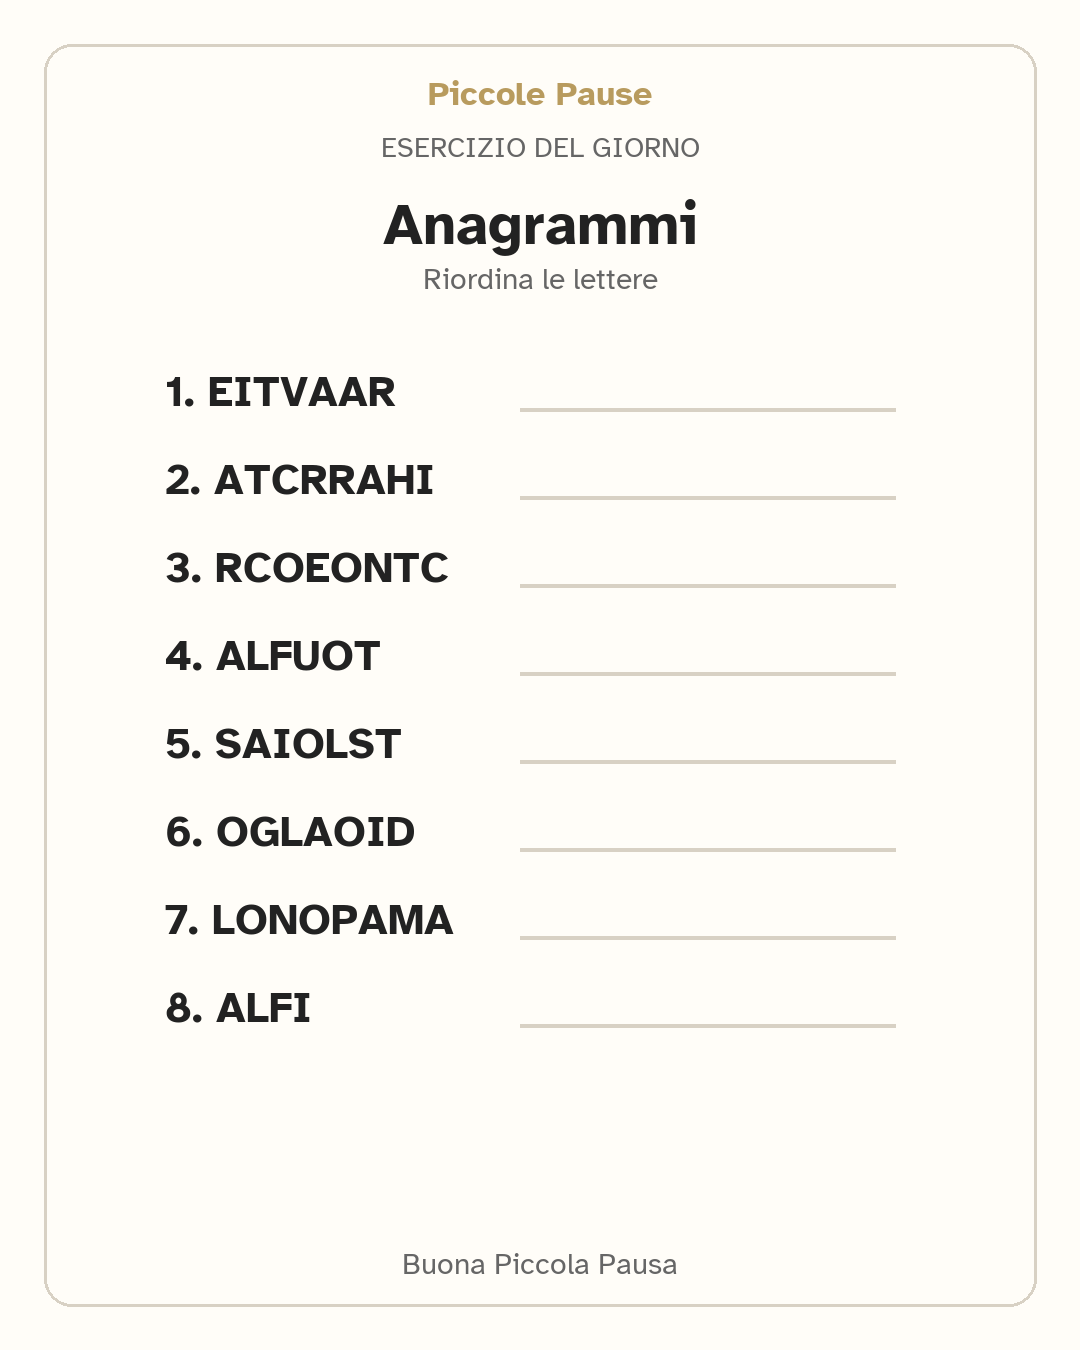 Piccole Pause
ESERCIZIO DEL GIORNO
Anagrammi
Riordina le lettere
1. EITVAAR
2. ATCRRAHI
3. RCOEONTC
4. ALFUOT
5. SAIOLST
6. OGLAOID
7. LONOPAMA
8. ALFI
Buona Piccola Pausa